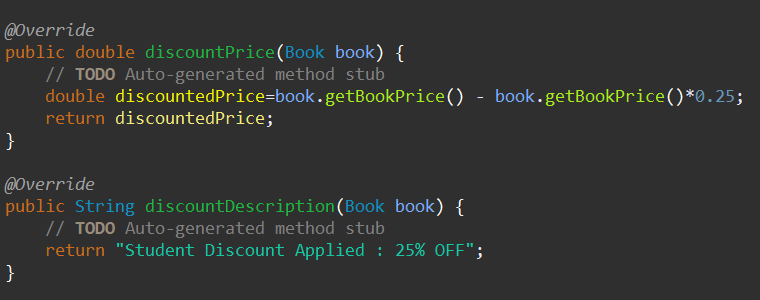 @Override
public double discountPrice(Book book) {
    // TODO Auto-generated method stub
    double discountedPrice=book.getBookPrice() - book.getBookPrice()*0.25;
    return discountedPrice;
}
@Override
public String discountDescription(Book book) {
    // TODO Auto-generated method stub
    return "Student Discount Applied : 25% OFF";
}